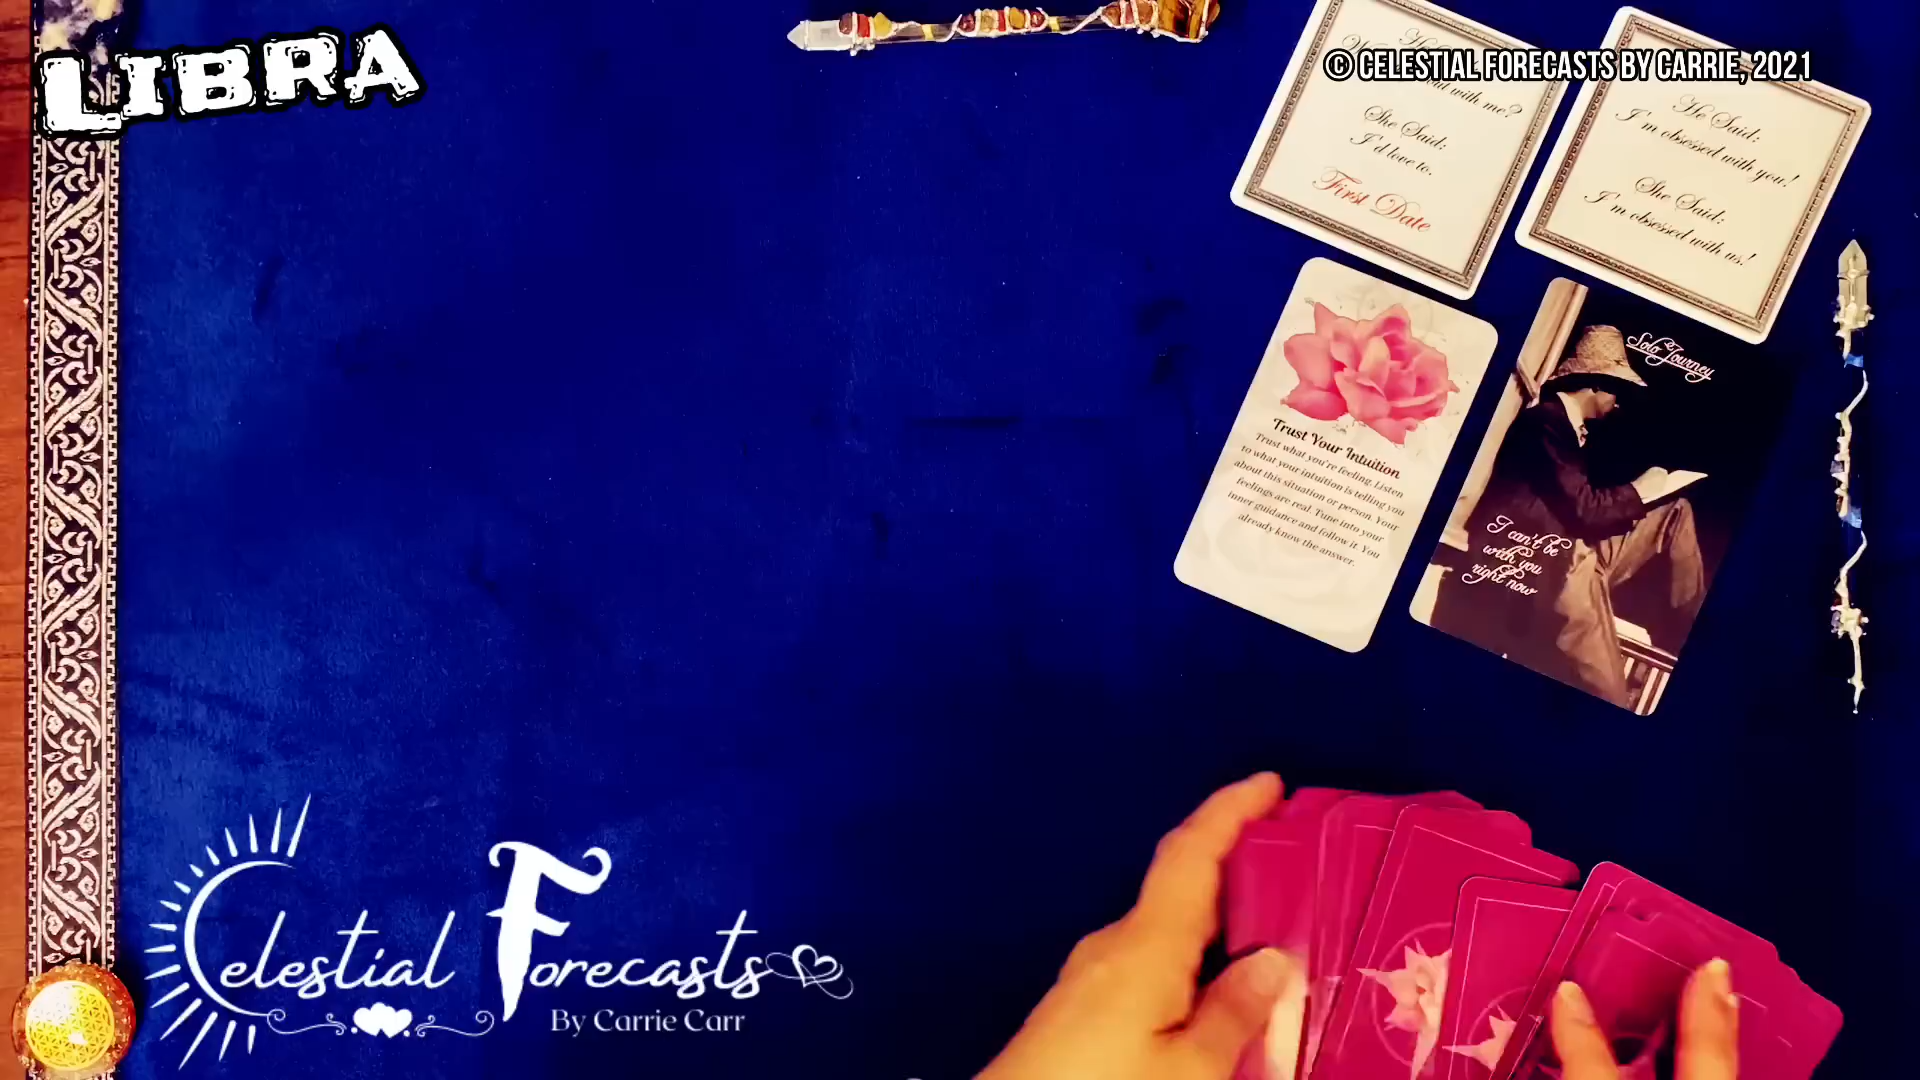 LIBRA
© CELESTIAL FORECASTS BY CARRIE, 2021
out with me?
She Said:
I'd love to.
First Date
He Said:
I'm obsessed with you!
She Said:
I'm obsessed with us!
Trust Your Intuition
Trust what you're feeling. Listen
to what your intuition is telling you
about this situation or person. Your
feelings are real. Tune into your
inner guidance and follow it. You
already know the answer.
Solo Journey
I can't be
with you
right now
Celestial Forecasts
By Carrie Carr